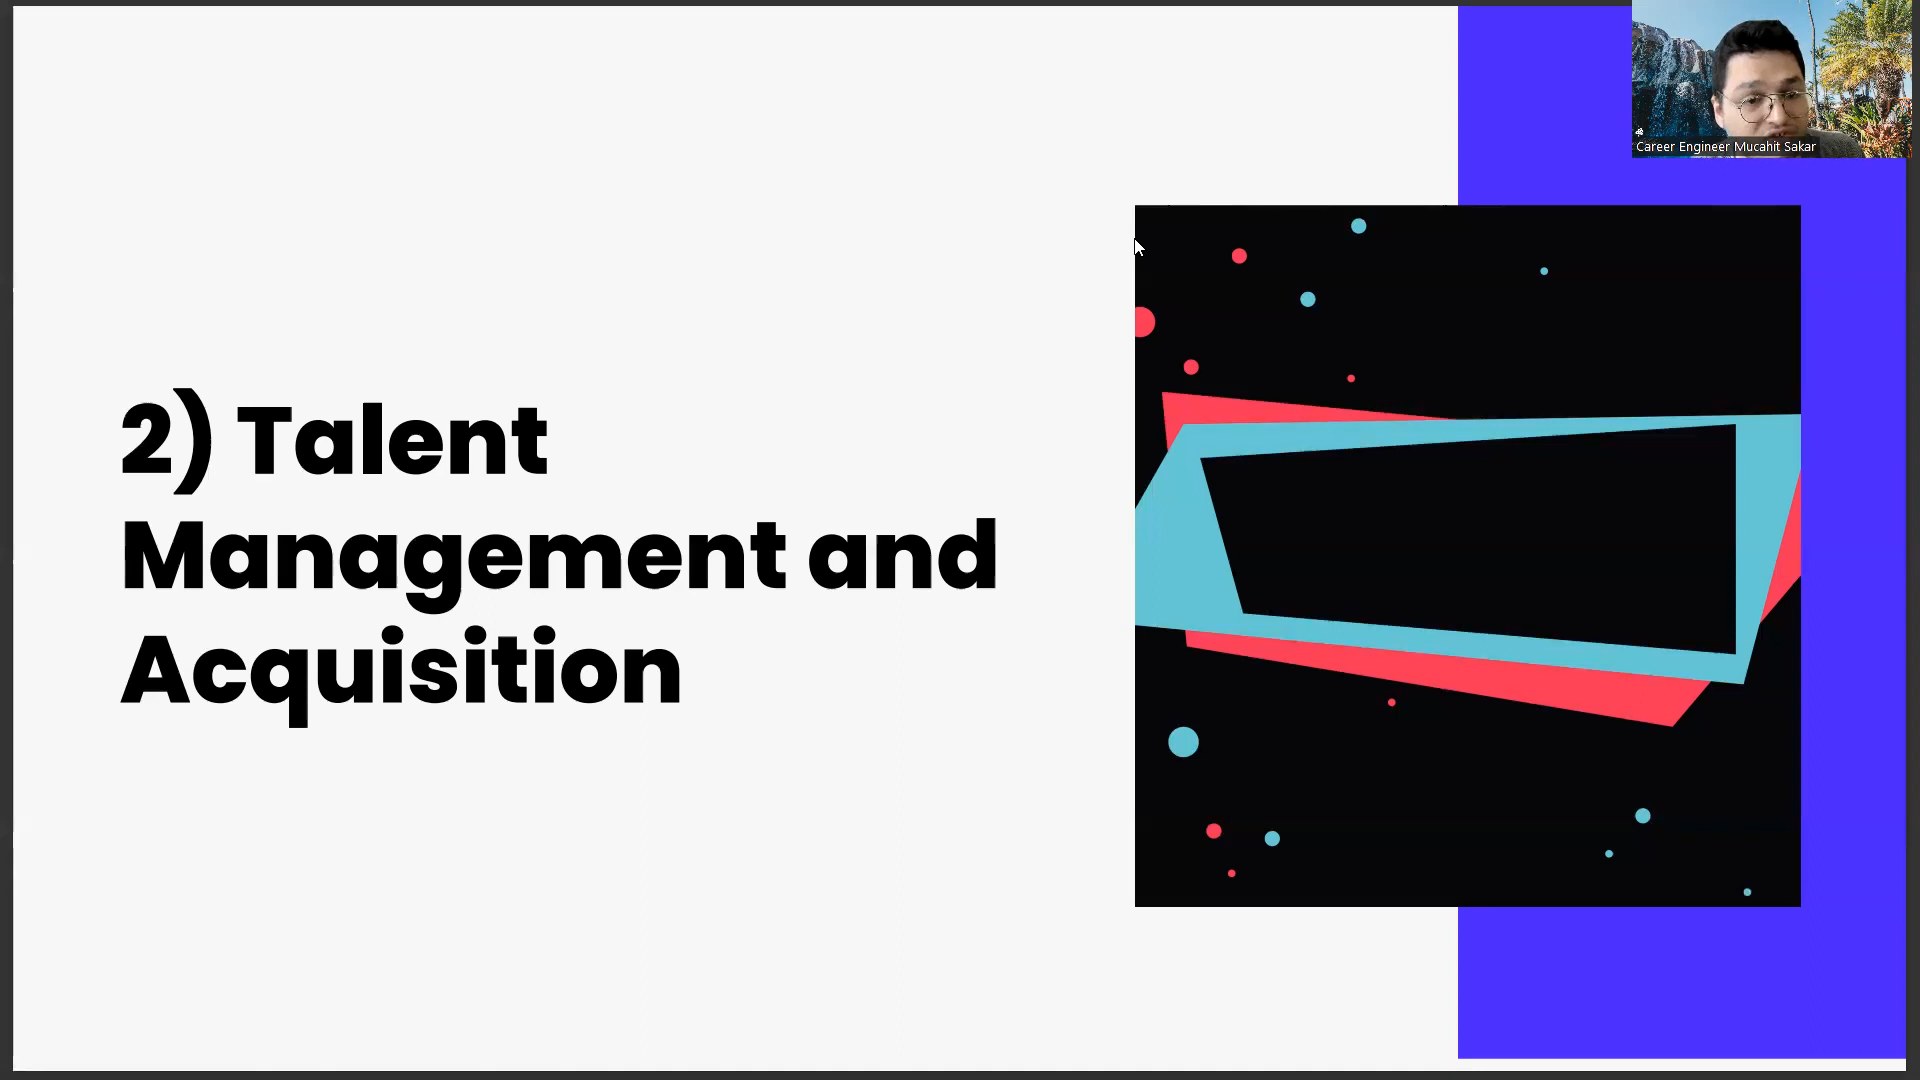 Career Engineer Mucahit Sakar
2) Talent
Management and
Acquisition